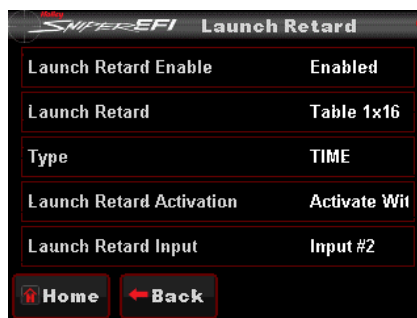 Holley
SNIPER EFI Launch Retard
Launch Retard Enable Enabled
Launch Retard Table 1x16
Type TIME
Launch Retard Activation Activate Wit
Launch Retard Input Input #2
Home Back